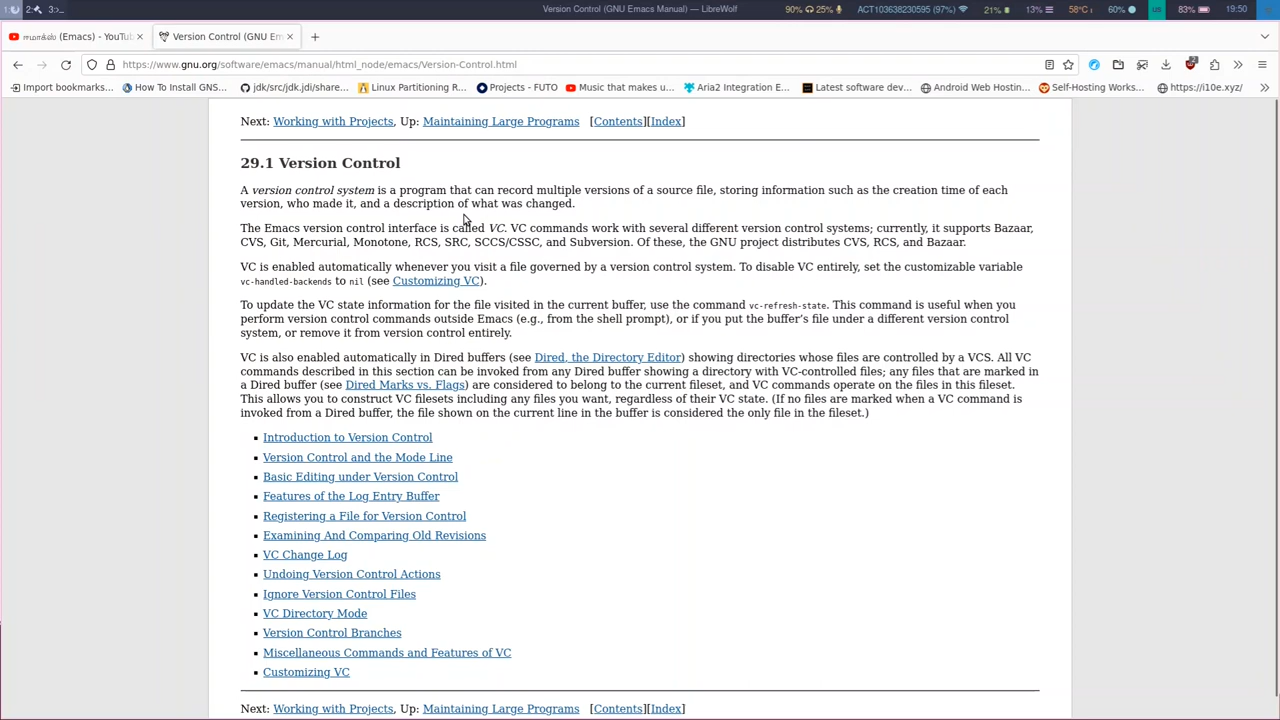 1:
2:
3:
Version Control (GNU Emacs Manual) — LibreWolf
90% 25% ACT103638230595 (97%) 21% 13% 58°C 60% US 83% 19:50
ஈமாக்ஸ் (Emacs) - YouTu
Version Control (GNU Em
https://www.gnu.org/software/emacs/manual/html_node/emacs/Version-Control.html
Import bookmarks... How To Install GNS... jdk/src/jdk.jdi/share... Linux Partitioning R... Projects - FUTO Music that makes u... Aria2 Integration E... Latest software dev... Android Web Hostin... Self-Hosting Works... https://i10e.xyz/
Next: Working with Projects, Up: Maintaining Large Programs [Contents][Index]
29.1 Version Control
A version control system is a program that can record multiple versions of a source file, storing information such as the creation time of each
version, who made it, and a description of what was changed.
The Emacs version control interface is called VC. VC commands work with several different version control systems; currently, it supports Bazaar,
CVS, Git, Mercurial, Monotone, RCS, SRC, SCCS/CSSC, and Subversion. Of these, the GNU project distributes CVS, RCS, and Bazaar.
VC is enabled automatically whenever you visit a file governed by a version control system. To disable VC entirely, set the customizable variable
vc-handled-backends to nil (see Customizing VC).
To update the VC state information for the file visited in the current buffer, use the command vc-refresh-state. This command is useful when you
perform version control commands outside Emacs (e.g., from the shell prompt), or if you put the buffer's file under a different version control
system, or remove it from version control entirely.
VC is also enabled automatically in Dired buffers (see Dired, the Directory Editor) showing directories whose files are controlled by a VCS. All VC
commands described in this section can be invoked from any Dired buffer showing a directory with VC-controlled files; any files that are marked in
a Dired buffer (see Dired Marks vs. Flags) are considered to belong to the current fileset, and VC commands operate on the files in this fileset.
This allows you to construct VC filesets including any files you want, regardless of their VC state. (If no files are marked when a VC command is
invoked from a Dired buffer, the file shown on the current line in the buffer is considered the only file in the fileset.)
Introduction to Version Control
Version Control and the Mode Line
Basic Editing under Version Control
Features of the Log Entry Buffer
Registering a File for Version Control
Examining And Comparing Old Revisions
VC Change Log
Undoing Version Control Actions
Ignore Version Control Files
VC Directory Mode
Version Control Branches
Miscellaneous Commands and Features of VC
Customizing VC
Next: Working with Projects, Up: Maintaining Large Programs [Contents][Index]